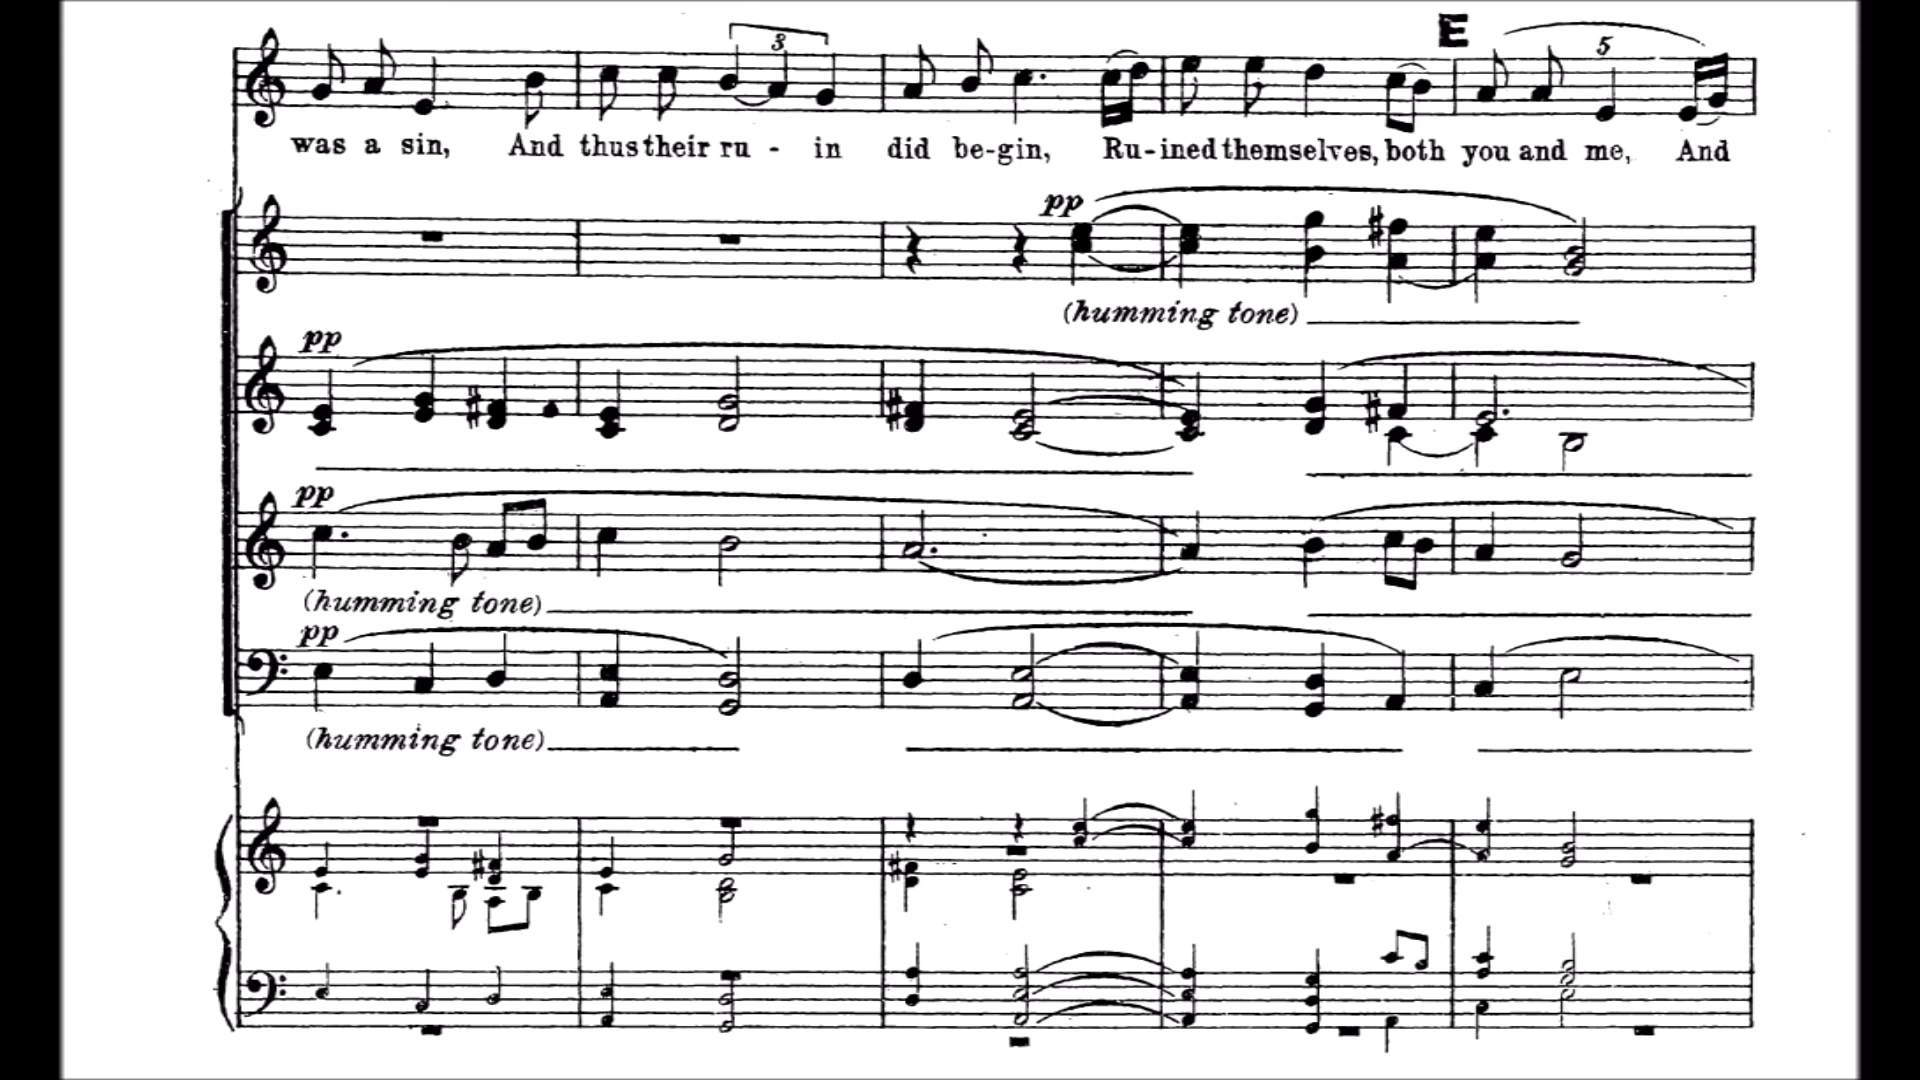 E
3
5
was a sin, And thus their ru - in did be-gin, Ru-ined themselves, both you and me, And
pp
(humming tone)
pp
pp
(humming tone)
pp
(humming tone)